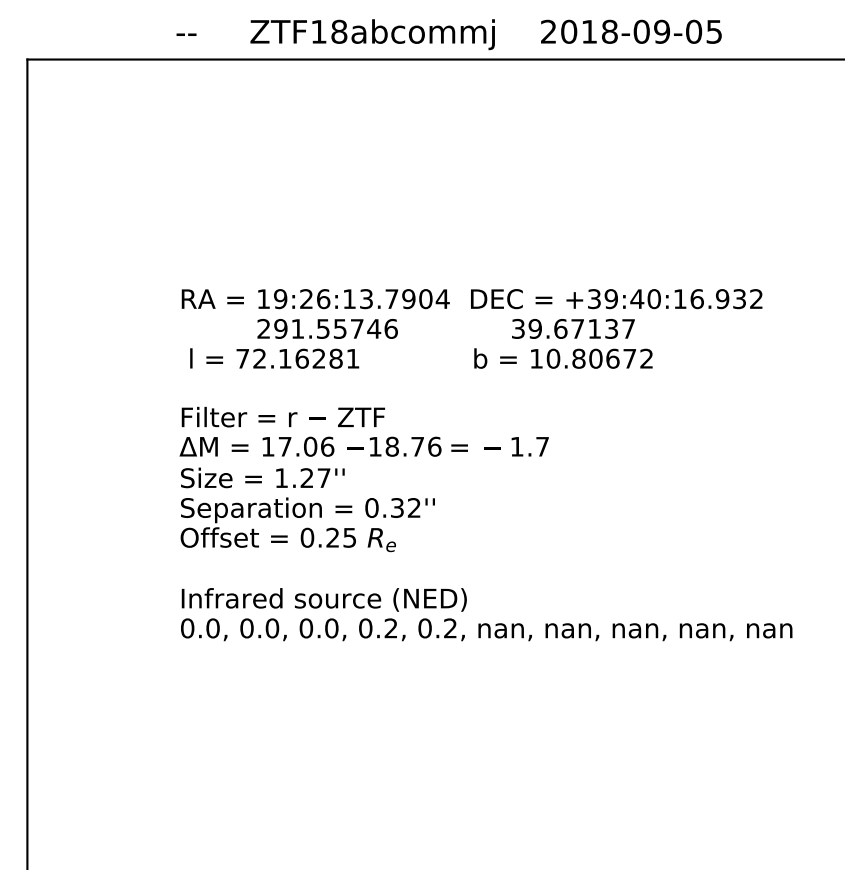 -- ZTF18abcommj 2018-09-05
RA = 19:26:13.7904 DEC = +39:40:16.932
291.55746 39.67137
l = 72.16281 b = 10.80672
Filter = r − ZTF
ΔM = 17.06 −18.76 = − 1.7
Size = 1.27''
Separation = 0.32''
Offset = 0.25 Rₑ
Infrared source (NED)
0.0, 0.0, 0.0, 0.2, 0.2, nan, nan, nan, nan, nan